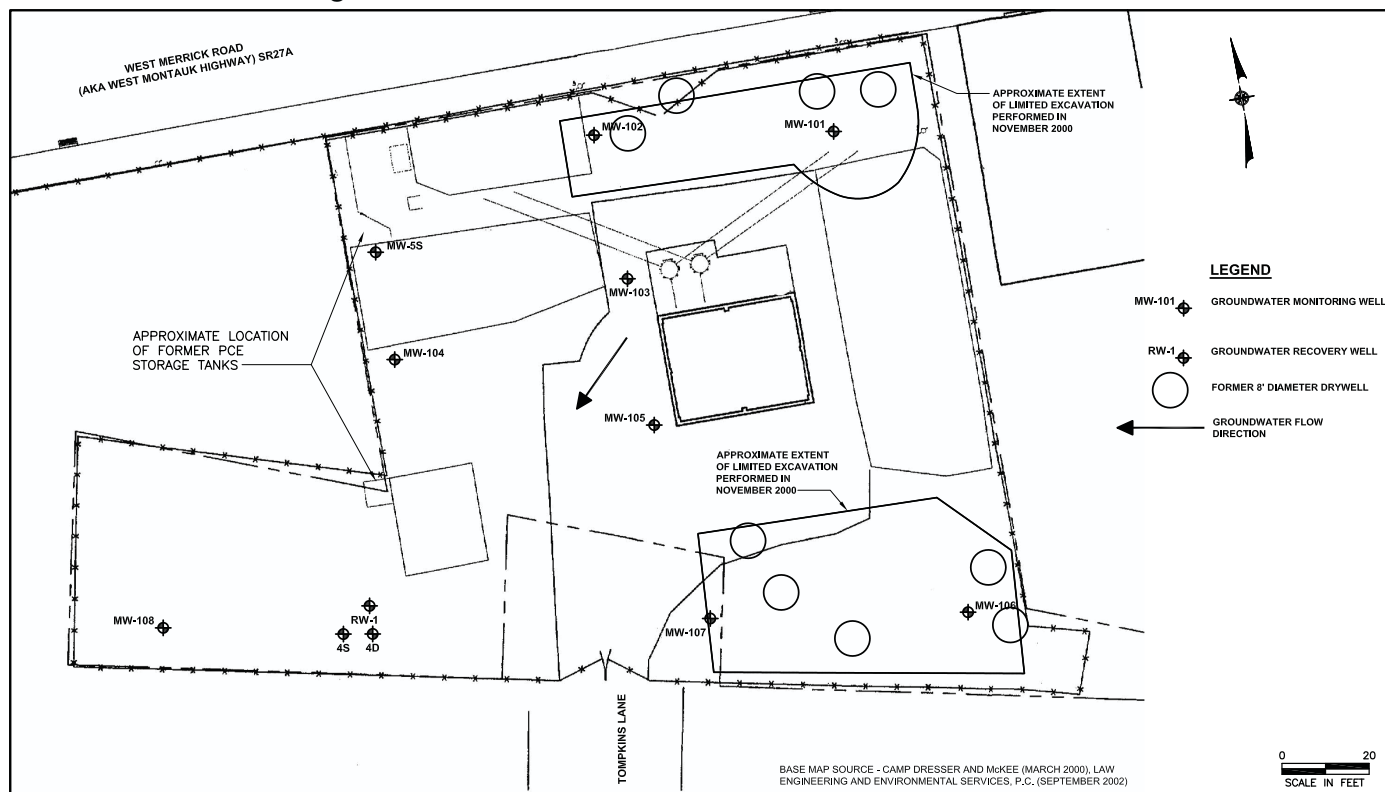 WEST MERRICK ROAD
(AKA WEST MONTAUK HIGHWAY) SR27A
APPROXIMATE EXTENT
OF LIMITED EXCAVATION
PERFORMED IN
NOVEMBER 2000
MW-102
MW-101
MW-5S
MW-103
LEGEND
MW-101 GROUNDWATER MONITORING WELL
APPROXIMATE LOCATION
OF FORMER PCE
STORAGE TANKS
MW-104
RW-1 GROUNDWATER RECOVERY WELL
FORMER 8' DIAMETER DRYWELL
MW-105
GROUNDWATER FLOW
DIRECTION
APPROXIMATE EXTENT
OF LIMITED EXCAVATION
PERFORMED IN
NOVEMBER 2000
MW-108
RW-1
4S
4D
MW-107
MW-106
TOMPKINS LANE
BASE MAP SOURCE - CAMP DRESSER AND McKEE (MARCH 2000), LAW
ENGINEERING AND ENVIRONMENTAL SERVICES, P.C. (SEPTEMBER 2002)
0 20
SCALE IN FEET